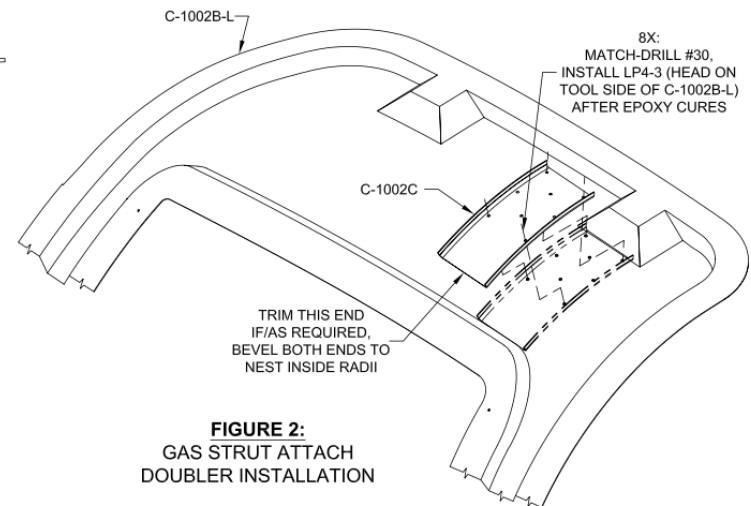 C-1002B-L
8X:
MATCH-DRILL #30,
INSTALL LP4-3 (HEAD ON
TOOL SIDE OF C-1002B-L)
AFTER EPOXY CURES
C-1002C
TRIM THIS END
IF/AS REQUIRED,
BEVEL BOTH ENDS TO
NEST INSIDE RADII
FIGURE 2:
GAS STRUT ATTACH
DOUBLER INSTALLATION